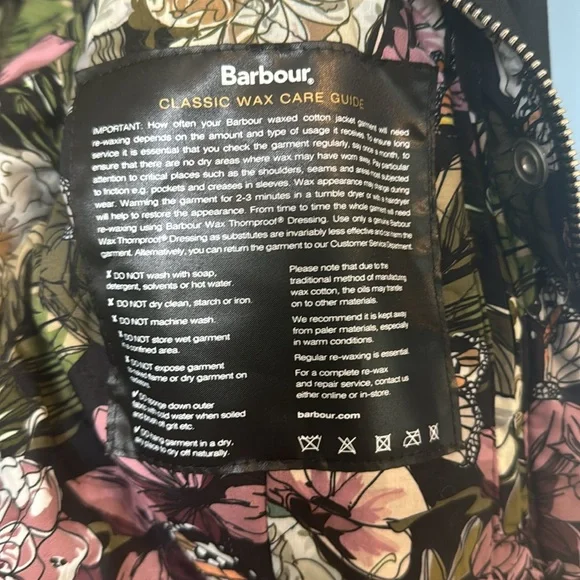 Barbour®
CLASSIC WAX CARE GUIDE
IMPORTANT: How often your Barbour waxed cotton jacket garment will need
re-waxing depends on the amount and type of usage it receives. To ensure long
service it is essential that you check the garment regularly, say once a month, to
ensure that there are no dry areas where wax may have worn away. Pay particular
attention to critical places such as the shoulders, seams and areas most subjected
to friction e.g. pockets and creases in sleeves. Wax appearance may change during
wear. Warming the garment for 2-3 minutes in a tumble dryer or with a hairdryer
will help to restore the appearance. From time to time the whole garment will need
re-waxing using Barbour Wax Thornproof® Dressing. Use only a genuine Barbour
Wax Thornproof® Dressing as substitutes are invariably less effective and can harm the
garment. Alternatively, you can return the garment to our Customer Service Department.
✗ DO NOT wash with soap,
detergent, solvents or hot water.
✗ DO NOT dry clean, starch or iron.
✗ DO NOT machine wash.
✗ DO NOT store wet garment
in a confined area.
✗ DO NOT expose garment
to naked flame or dry garment on
radiators.
✓ DO sponge down outer
fabric with cold water when soiled
and brush off grit etc.
✓ DO hang garment in a dry,
airy place to dry off naturally.
Please note that due to the
traditional method of manufacturing
wax cotton, the oils may transfer
on to other materials.
We recommend it is kept away
from paler materials, especially
in warm conditions.
Regular re-waxing is essential.
For a complete re-wax
and repair service, contact us
either online or in-store.
barbour.com